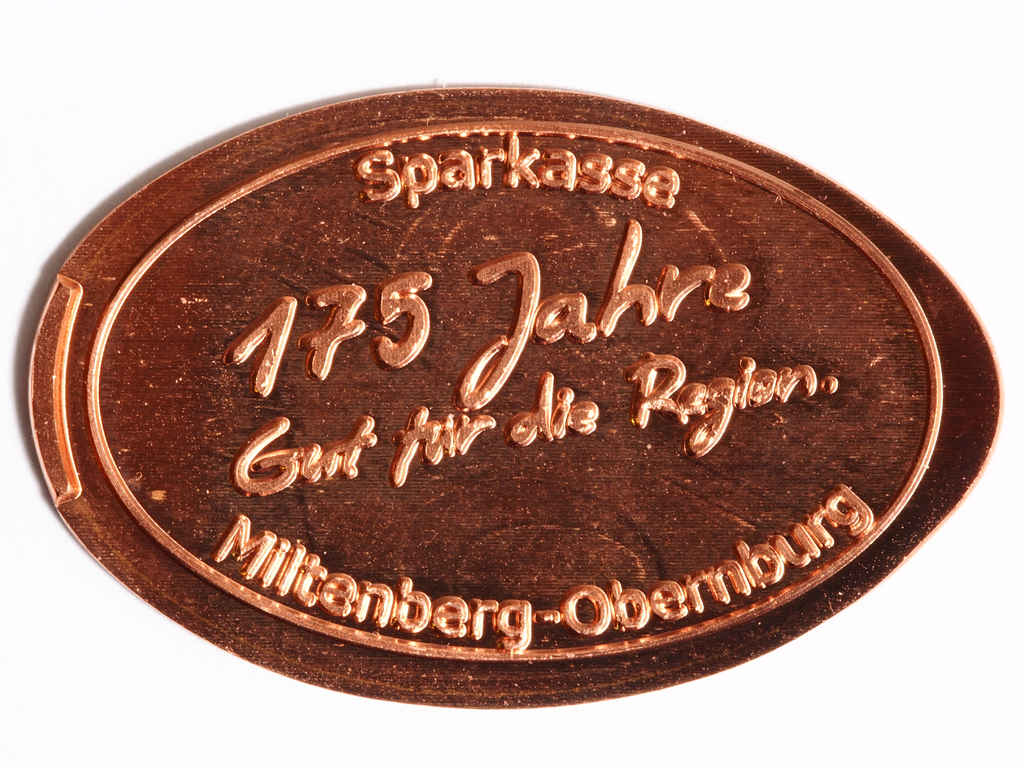 Sparkasse
175 Jahre
Gut für die Region.
Miltenberg-Obernburg